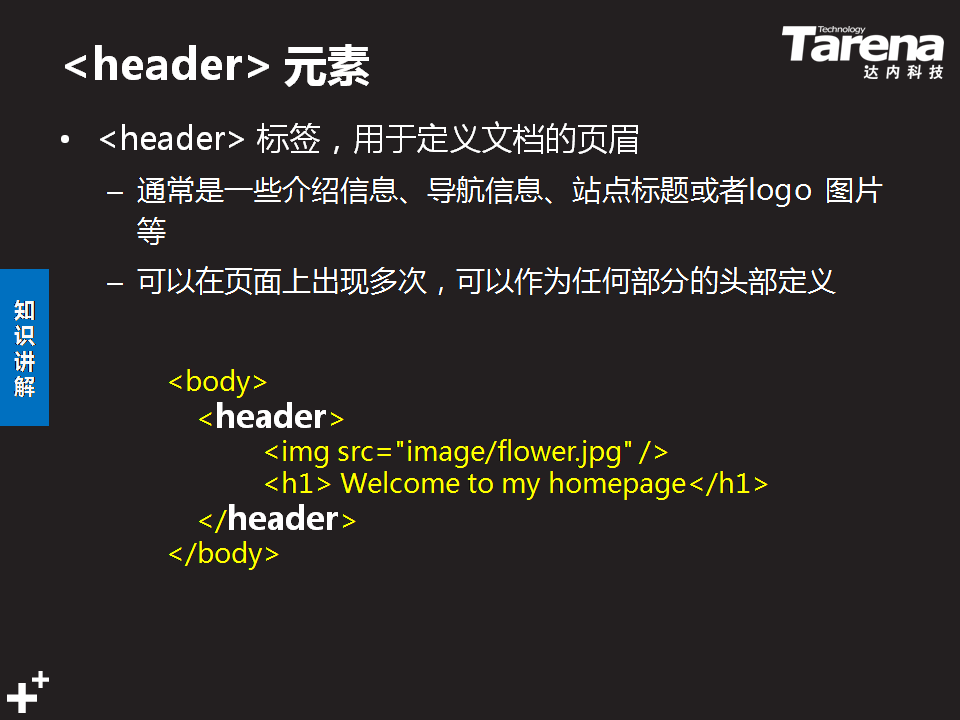 <header> 元素
Technology
Tarena
达内科技
• <header> 标签，用于定义文档的页眉
– 通常是一些介绍信息、导航信息、站点标题或者logo 图片
等
– 可以在页面上出现多次，可以作为任何部分的头部定义
知
识
讲
解
<body>
<header>
<img src="image/flower.jpg" />
<h1> Welcome to my homepage</h1>
</header>
</body>